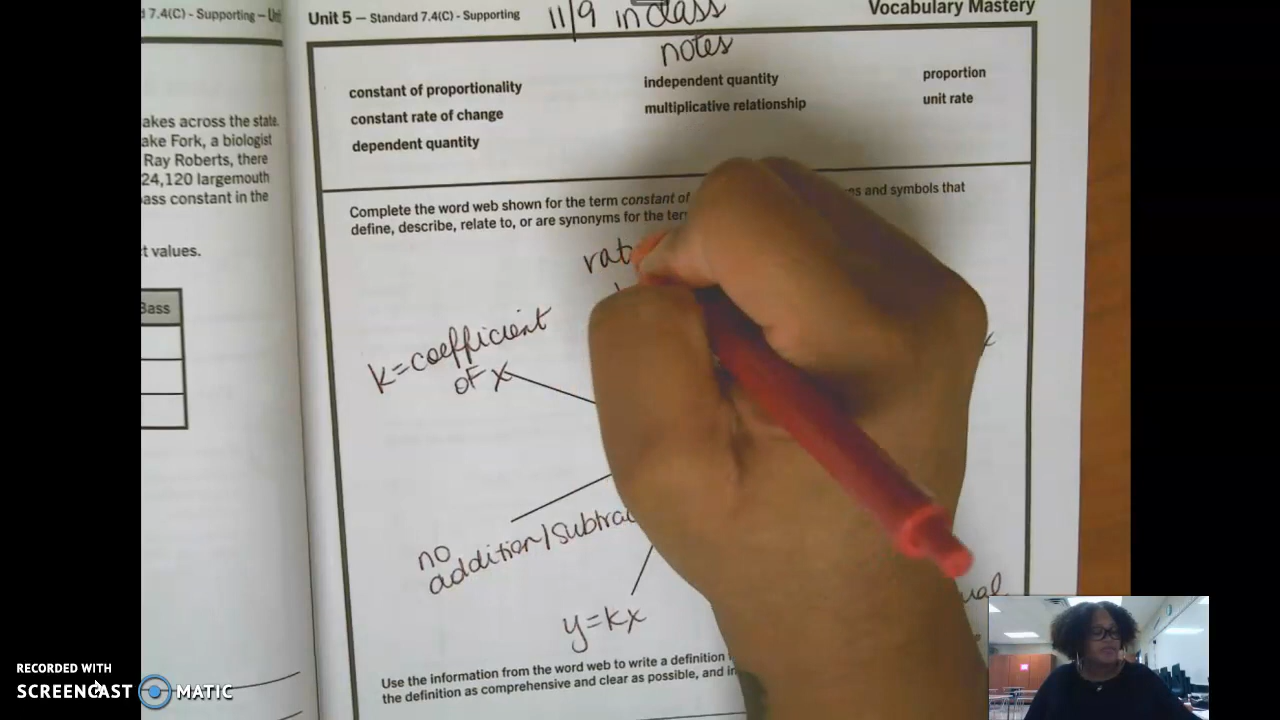 7.4(C) - Supporting –
Unit 5 — Standard 7.4(C) - Supporting
11/9 in class
notes
Vocabulary Mastery
constant of proportionality
constant rate of change
dependent quantity
independent quantity
multiplicative relationship
proportion
unit rate
akes across the state.
ake Fork, a biologist
Ray Roberts, there
24,120 largemouth
ass constant in the
t values.
Bass
Complete the word web shown for the term constant of
and symbols that
define, describe, relate to, or are synonyms for the
rat
k=coefficient
of x
no
addition/subtrac
y=kx
Use the information from the word web to write a definition
the definition as comprehensive and clear as possible, and
RECORDED WITH
SCREENCAST MATIC